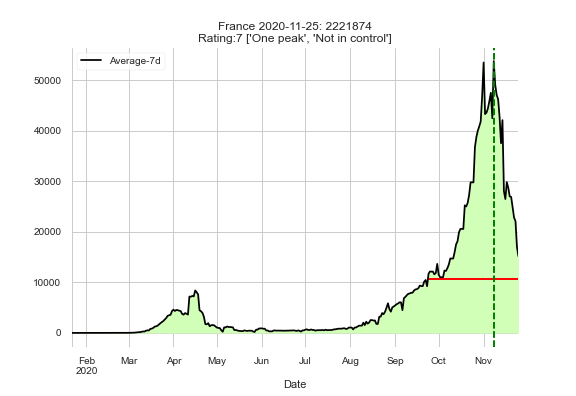 France 2020-11-25: 2221874
Rating:7 ['One peak', 'Not in control']
Average-7d
50000
40000
30000
20000
10000
0
Feb Mar Apr May Jun Jul Aug Sep Oct Nov
2020
Date